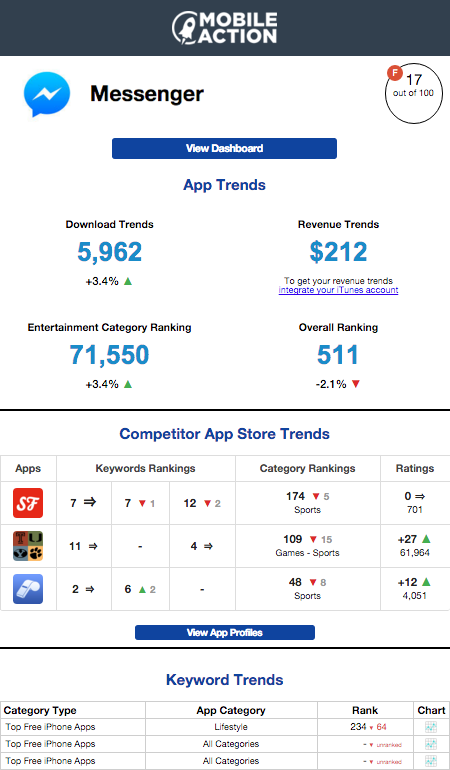 MOBILE
ACTION
Messenger
F
17
out of 100
View Dashboard
App Trends
Download Trends
Revenue Trends
5,962
$212
+3.4% ▲
To get your revenue trends
integrate your iTunes account
Entertainment Category Ranking
Overall Ranking
71,550
511
+3.4% ▲
-2.1% ▼
Competitor App Store Trends
Apps Keywords Rankings Category Rankings Ratings
SF
7 ⇒ 7 ▼ 1 12 ▼ 2
174 ▼ 5
Sports
0 ⇒
701
T U
Y
11 ⇒ - 4 ⇒
109 ▼ 15
Games - Sports
+27 ▲
61,964
2 ⇒ 6 ▲ 2 -
48 ▼ 8
Sports
+12 ▲
4,051
View App Profiles
Keyword Trends
Category Type App Category Rank Chart
Top Free iPhone Apps Lifestyle 234 ▼ 64
Top Free iPhone Apps All Categories - ▼ unranked
Top Free iPhone Apps All Categories - ▼ unranked